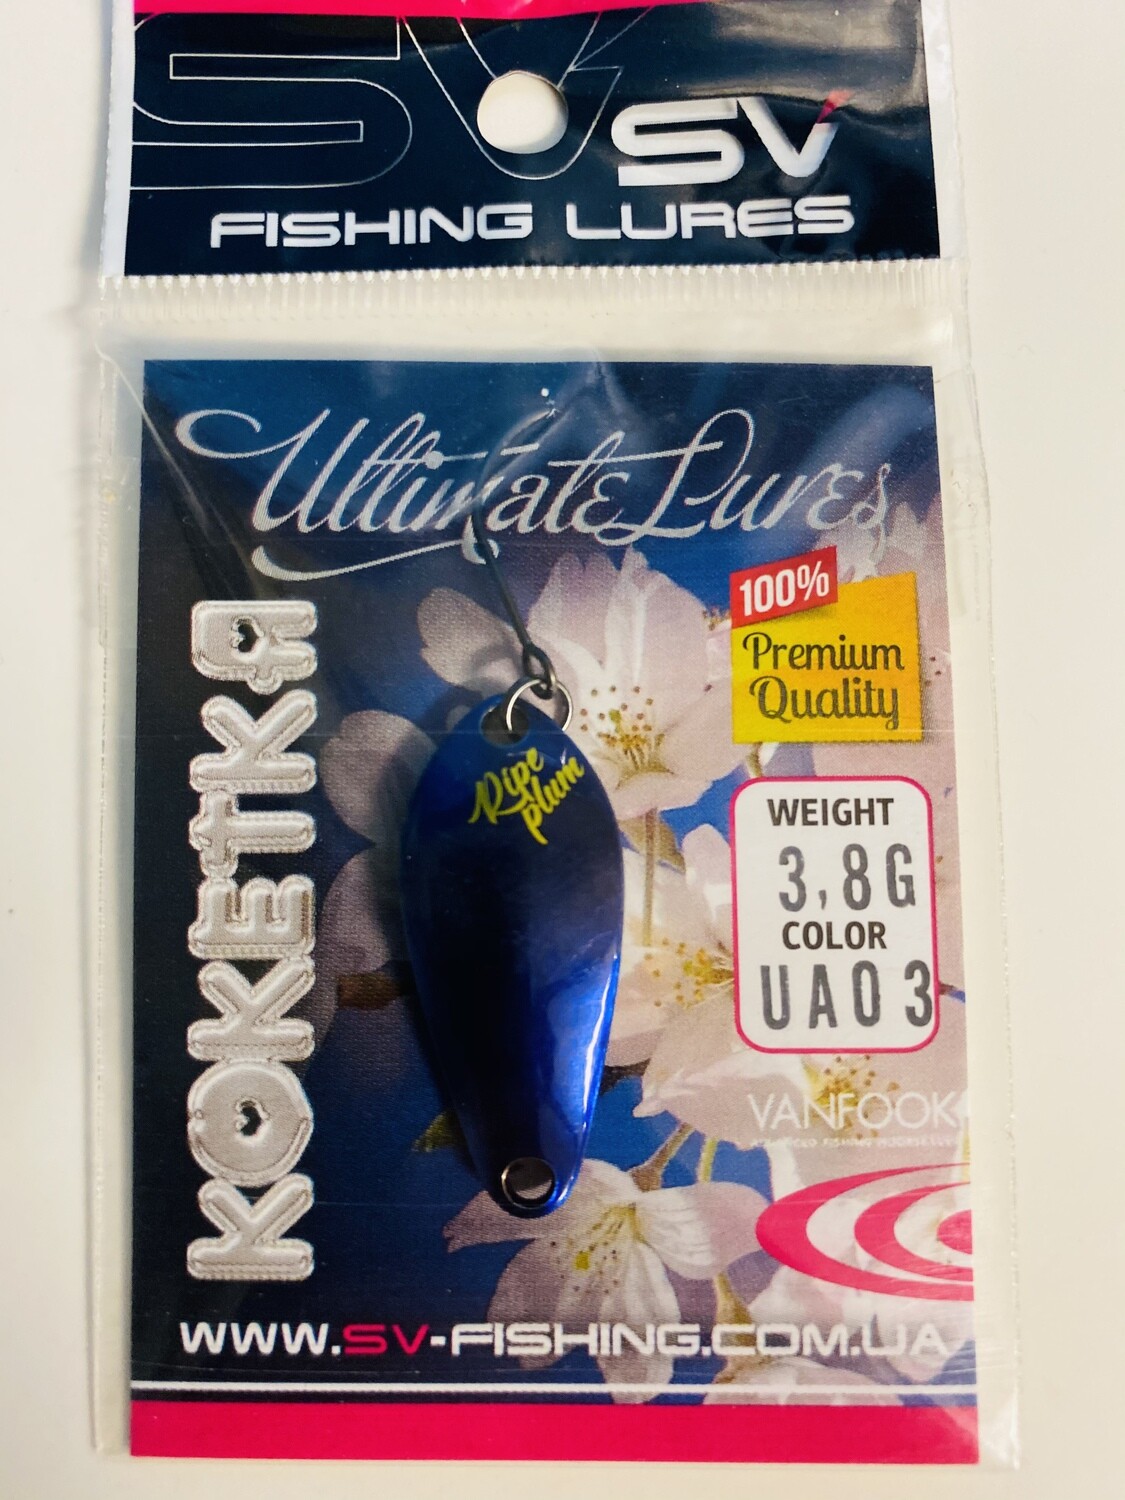 SV
SV
FISHING LURES
Ultimate Lures
100%
Premium
Quality
KOKETKA
Ripe
plum
WEIGHT
3,8G
COLOR
UA03
VANFOOK
WWW.SV-FISHING.COM.UA